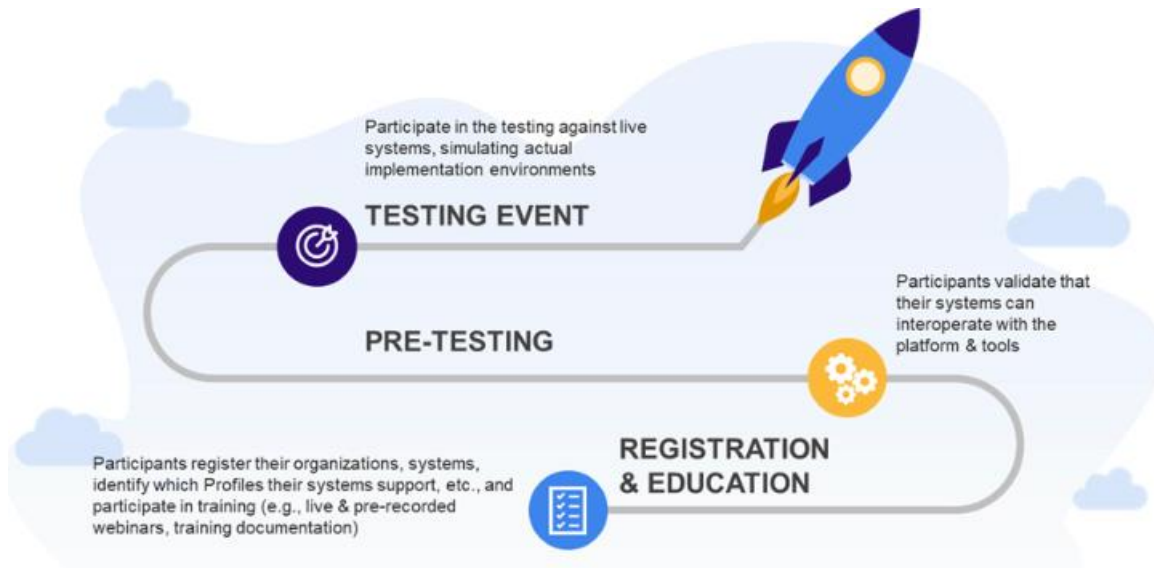 Participate in the testing against live
systems, simulating actual
implementation environments
TESTING EVENT
Participants validate that
their systems can
interoperate with the
platform & tools
PRE-TESTING
REGISTRATION
& EDUCATION
Participants register their organizations, systems,
identify which Profiles their systems support, etc., and
participate in training (e.g., live & pre-recorded
webinars, training documentation)